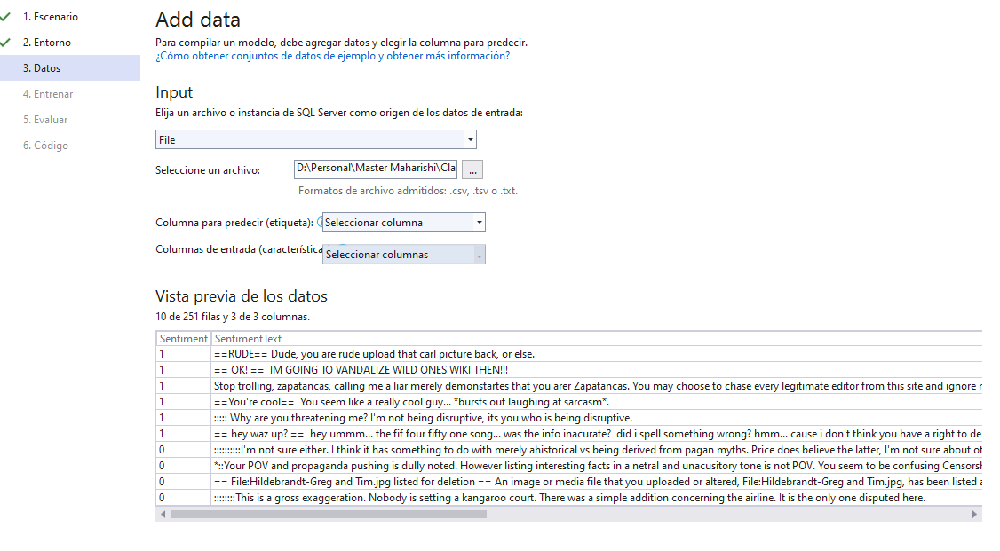 1. Escenario
2. Entorno
3. Datos
4. Entrenar
5. Evaluar
6. Código
Add data
Para compilar un modelo, debe agregar datos y elegir la columna para predecir.
¿Cómo obtener conjuntos de datos de ejemplo y obtener más información?
Input
Elija un archivo o instancia de SQL Server como origen de los datos de entrada:
File
Seleccione un archivo: D:\Personal\Master Maharishi\Cla ...
Formatos de archivo admitidos: .csv, .tsv o .txt.
Columna para predecir (etiqueta): Seleccionar columna
Columnas de entrada (característica Seleccionar columnas
Vista previa de los datos
10 de 251 filas y 3 de 3 columnas.
Sentiment SentimentText
1 ==RUDE== Dude, you are rude upload that carl picture back, or else.
1 == OK! == IM GOING TO VANDALIZE WILD ONES WIKI THEN!!!
1 Stop trolling, zapatancas, calling me a liar merely demonstartes that you arer Zapatancas. You may choose to chase every legitimate editor from this site and ignore
1 ==You're cool== You seem like a really cool guy... *bursts out laughing at sarcasm*.
1 ::::: Why are you threatening me? I'm not being disruptive, its you who is being disruptive.
1 == hey waz up? == hey ummm... the fif four fifty one song... was the info inacurate? did i spell something wrong? hmm... cause i don't think you have a right to de
0 ::::::::::I'm not sure either. I think it has something to do with merely ahistorical vs being derived from pagan myths. Price does believe the latter, I'm not sure about ot
0 *::Your POV and propaganda pushing is dully noted. However listing interesting facts in a netral and unacusitory tone is not POV. You seem to be confusing Censorsh
0 == File:Hildebrandt-Greg and Tim.jpg listed for deletion == An image or media file that you uploaded or altered, File:Hildebrandt-Greg and Tim.jpg, has been listed a
0 ::::::::This is a gross exaggeration. Nobody is setting a kangaroo court. There was a simple addition concerning the airline. It is the only one disputed here.